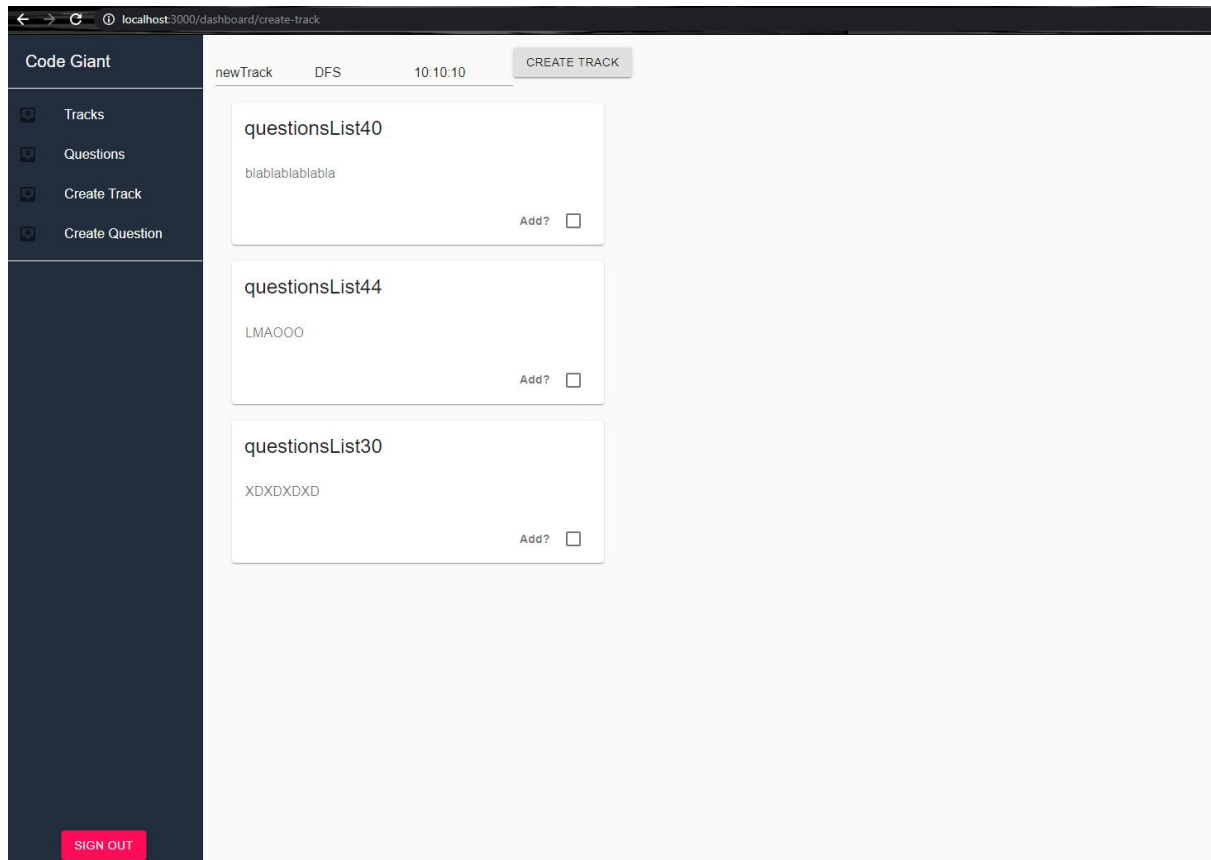 localhost:3000/dashboard/create-track
Code Giant
Tracks
Questions
Create Track
Create Question
SIGN OUT
newTrack DFS 10:10:10 CREATE TRACK
questionsList40
blablablablabla
Add?
questionsList44
LMAOOO
Add?
questionsList30
XDXDXDXD
Add?